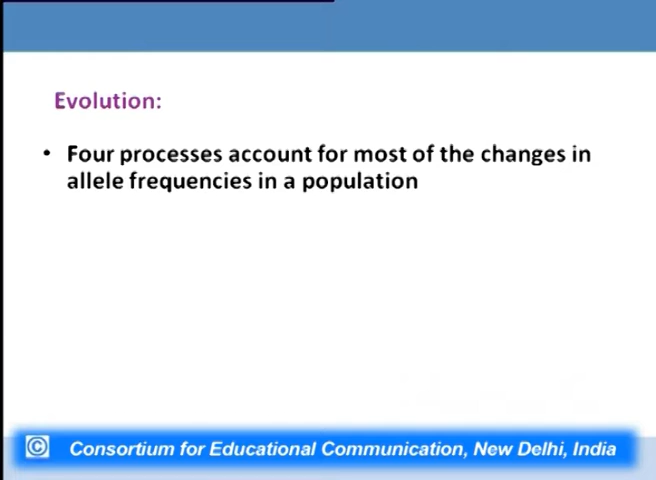 Evolution:
• Four processes account for most of the changes in
allele frequencies in a population
© Consortium for Educational Communication, New Delhi, India